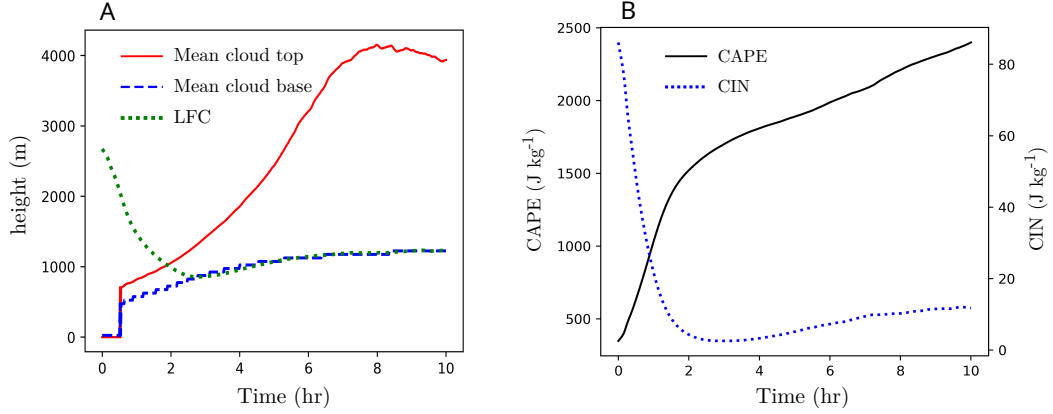 A
Mean cloud top
Mean cloud base
LFC
4000
3000
2000
1000
0
height (m)
0 2 4 6 8 10
Time (hr)
B
CAPE
CIN
2500
2000
1500
1000
500
CAPE (J kg-1)
80
60
40
20
0
CIN (J kg-1)
0 2 4 6 8 10
Time (hr)